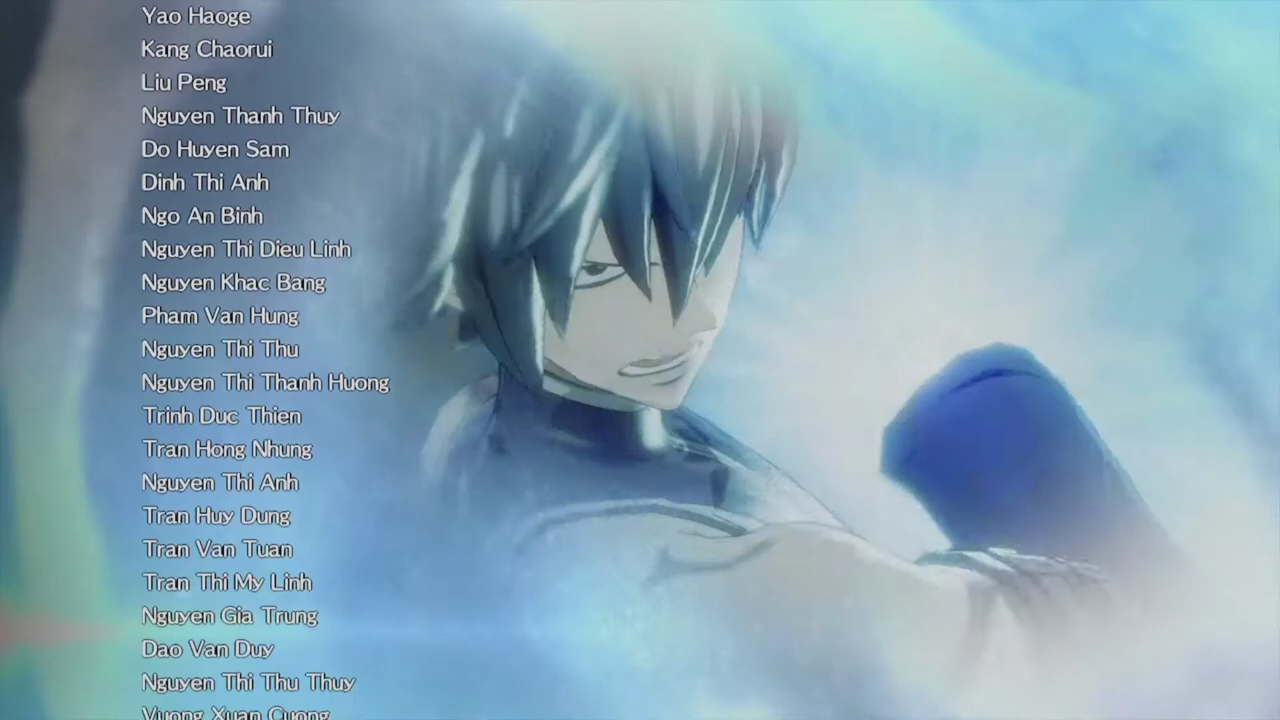 Yao Haoge
Kang Chaorui
Liu Peng
Nguyen Thanh Thuy
Do Huyen Sam
Dinh Thi Anh
Ngo An Binh
Nguyen Thi Dieu Linh
Nguyen Khac Bang
Pham Van Hung
Nguyen Thi Thu
Nguyen Thi Thanh Huong
Trinh Duc Thien
Tran Hong Nhung
Nguyen Thi Anh
Tran Huy Dung
Tran Van Tuan
Tran Thi My Linh
Nguyen Gia Trung
Dao Van Duy
Nguyen Thi Thu Thuy
Vuong Xuan Cuong